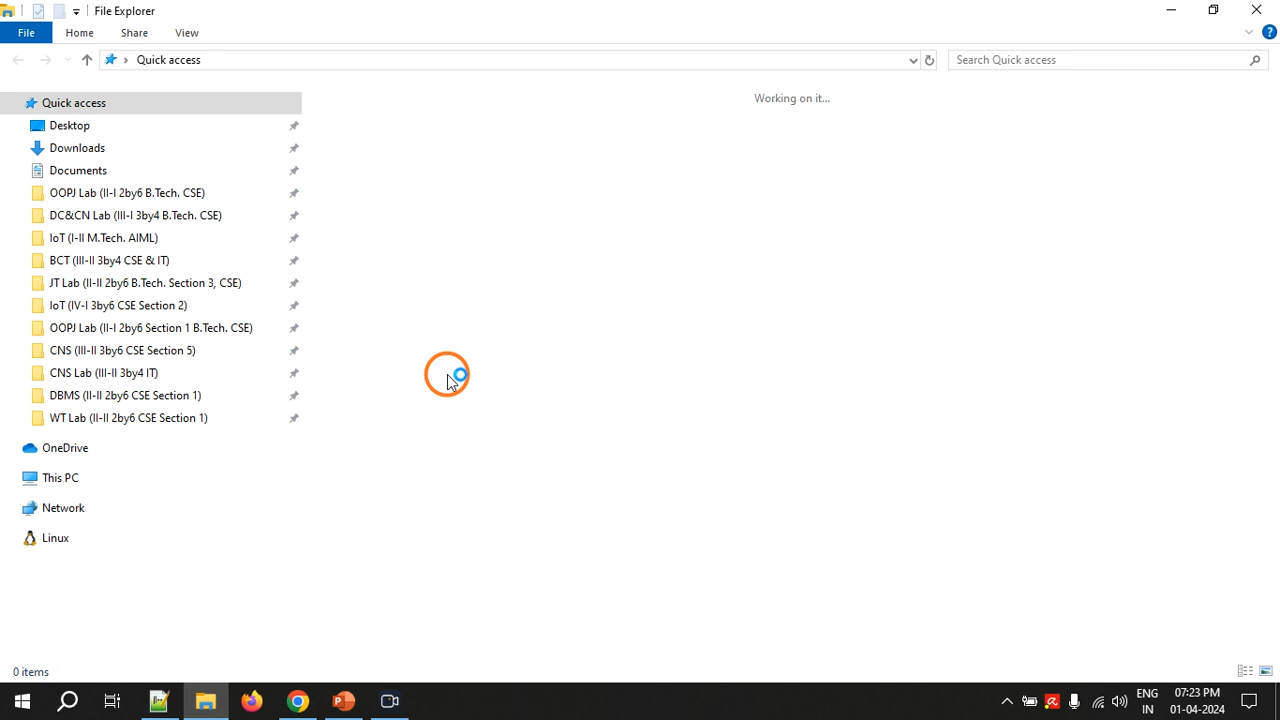 File Explorer
File Home Share View
Quick access
Search Quick access
Working on it...
Quick access
Desktop
Downloads
Documents
OOPJ Lab (II-I 2by6 B.Tech. CSE)
DC&CN Lab (III-I 3by4 B.Tech. CSE)
IoT (I-II M.Tech. AIML)
BCT (III-II 3by4 CSE & IT)
JT Lab (II-II 2by6 B.Tech. Section 3, CSE)
IoT (IV-I 3by6 CSE Section 2)
OOPJ Lab (II-I 2by6 Section 1 B.Tech. CSE)
CNS (III-II 3by6 CSE Section 5)
CNS Lab (III-II 3by4 IT)
DBMS (II-II 2by6 CSE Section 1)
WT Lab (II-II 2by6 CSE Section 1)
OneDrive
This PC
Network
Linux
0 items
ENG 07:23 PM
IN 01-04-2024